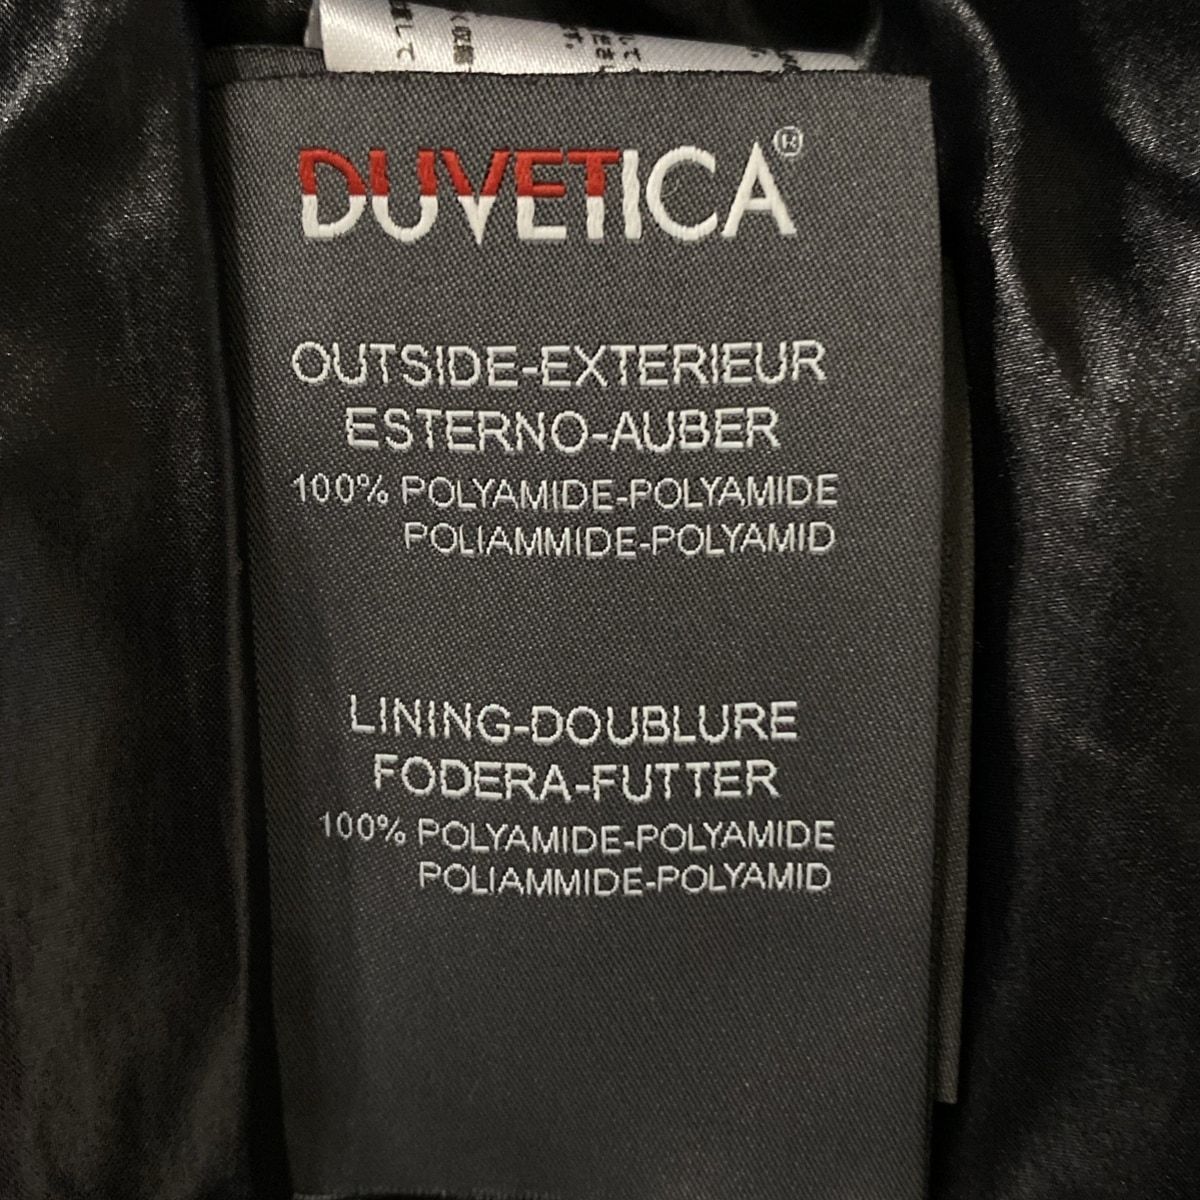 DUVETICA®
OUTSIDE-EXTERIEUR
ESTERNO-AUBER
100% POLYAMIDE-POLYAMIDE
POLIAMMIDE-POLYAMID
LINING-DOUBLURE
FODERA-FUTTER
100% POLYAMIDE-POLYAMIDE
POLIAMMIDE-POLYAMID